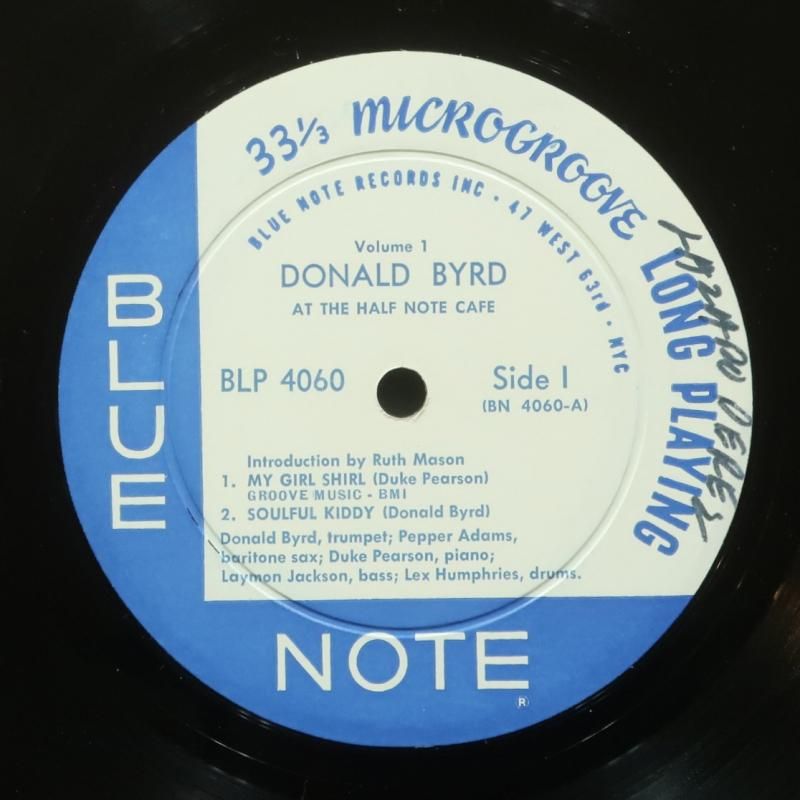 33⅓ MICROGROOVE LONG PLAYING
BLUE NOTE RECORDS INC · 47 WEST 63rd · NYC
Volume 1
DONALD BYRD
AT THE HALF NOTE CAFE
BLP 4060
Side 1
(BN 4060-A)
Introduction by Ruth Mason
1. MY GIRL SHIRL (Duke Pearson)
GROOVE MUSIC - BMI
2. SOULFUL KIDDY (Donald Byrd)
Donald Byrd, trumpet; Pepper Adams,
baritone sax; Duke Pearson, piano;
Laymon Jackson, bass; Lex Humphries, drums.
BLUE
NOTE
®